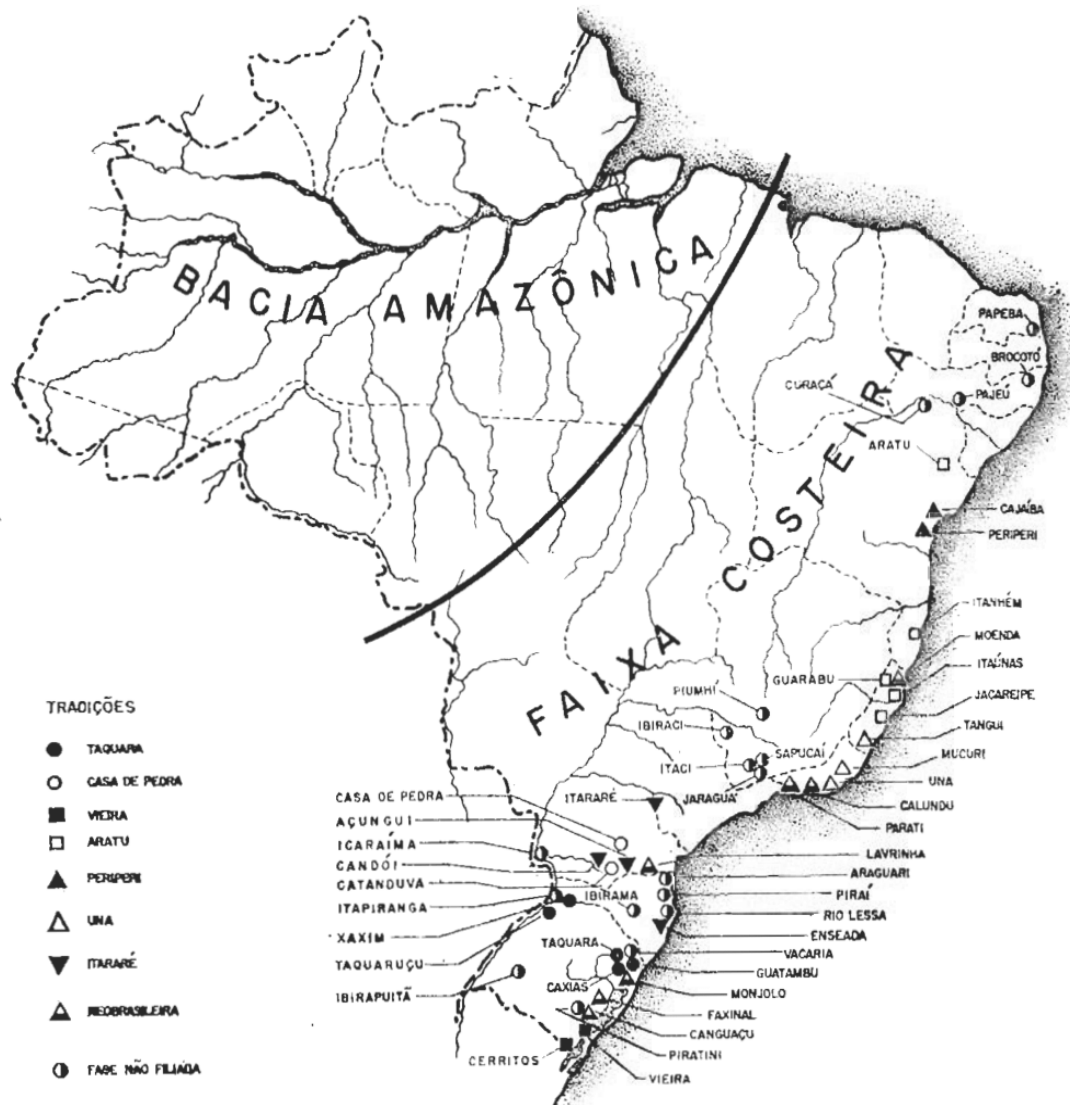 BACIA AMAZÔNICA
FAIXA COSTEIRA
PAPEBA
BROCOTÓ
CURAÇÁ
PAJEÚ
ARATU
CAJAÍBA
PERIPERI
ITANHÉM
MOENDA
GUARABU
ITAÚNAS
PIUMHI
JACAREIPE
IBIRACI
TANGUI
SAPUCAÍ
MUCURI
ITACI
UNA
JARAGUÁ
CALUNDU
PARATI
CASA DE PEDRA
ITARARÉ
AÇUNGUI
ICARAÍMA
LAVRINHA
CANDÓI
ARAGUARI
CATANDUVA
IBIRAMA
PIRAÍ
ITAPIRANGA
RIO LESSA
XAXIM
ENSEADA
TAQUARA
VACARIA
TAQUARUÇU
GUATAMBU
CAXIAS
MONJOLO
IBIRAPUITÃ
FAXINAL
CANGUAÇU
PIRATINI
CERRITOS
VIEIRA
TRADIÇÕES
TAQUARA
CASA DE PEDRA
VIEIRA
ARATU
PERIPERI
UNA
ITARARÉ
NEOBRASILEIRA
FASE NÃO FILIADA